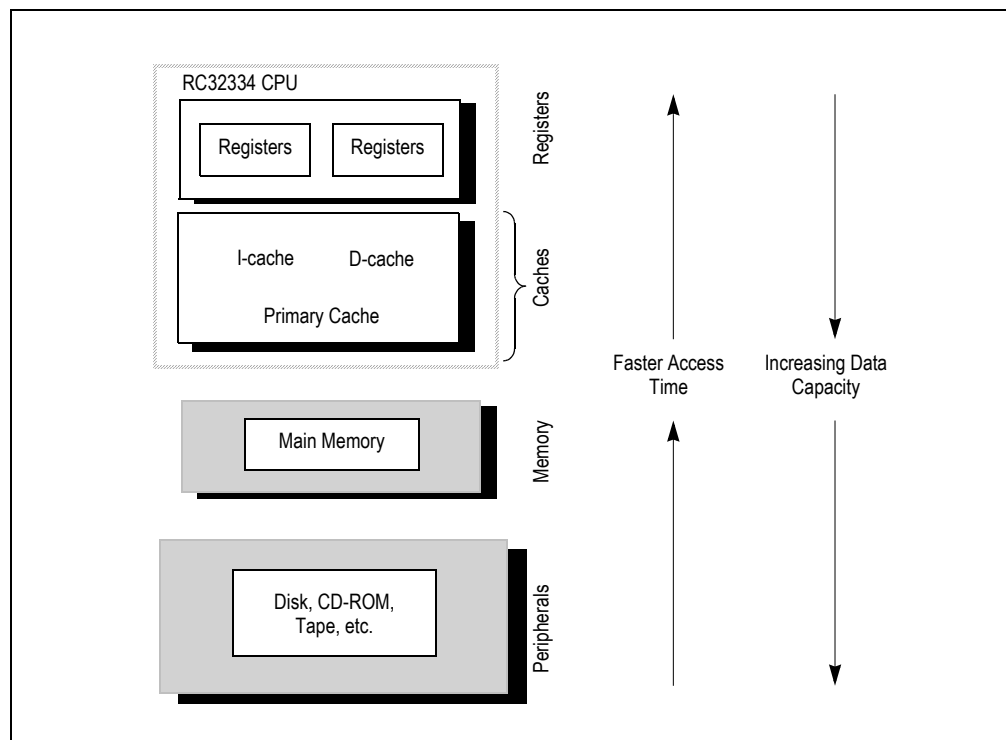 RC32334 CPU
Registers
Registers
Registers
I-cache
D-cache
Primary Cache
Caches
Faster Access
Time
Increasing Data
Capacity
Main Memory
Memory
Disk, CD-ROM,
Tape, etc.
Peripherals